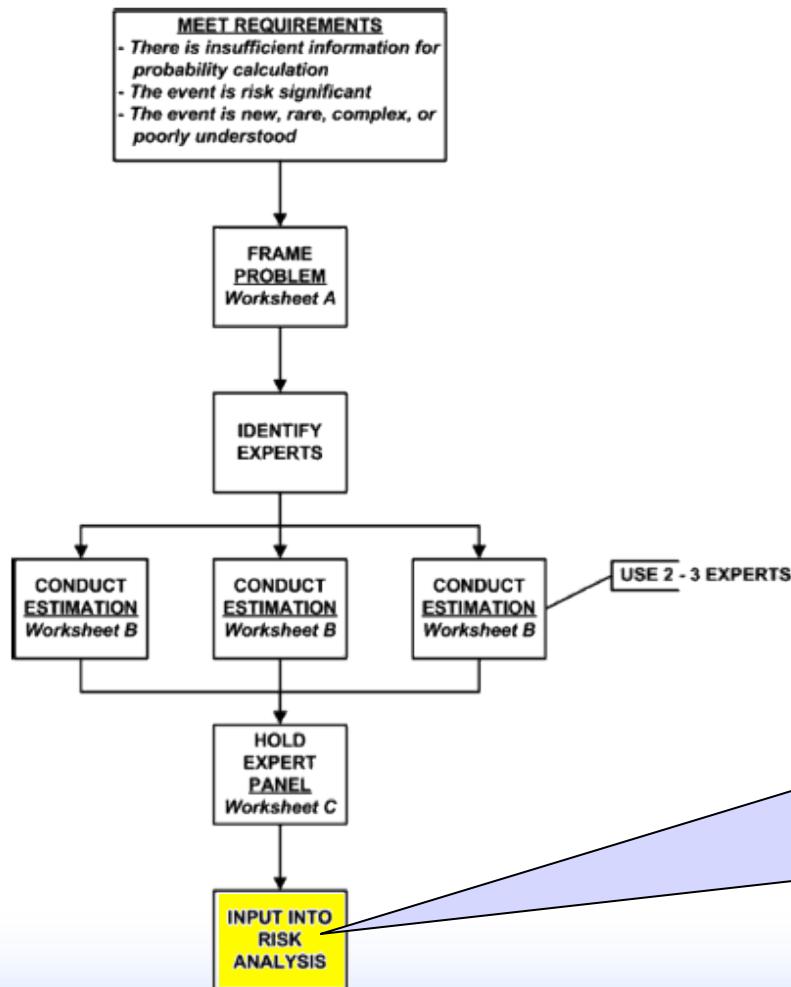 MEET REQUIREMENTS
- There is insufficient information for
probability calculation
- The event is risk significant
- The event is new, rare, complex, or
poorly understood
FRAME
PROBLEM
Worksheet A
IDENTIFY
EXPERTS
CONDUCT
ESTIMATION
Worksheet B
CONDUCT
ESTIMATION
Worksheet B
CONDUCT
ESTIMATION
Worksheet B
USE 2 - 3 EXPERTS
HOLD
EXPERT
PANEL
Worksheet C
INPUT INTO
RISK
ANALYSIS